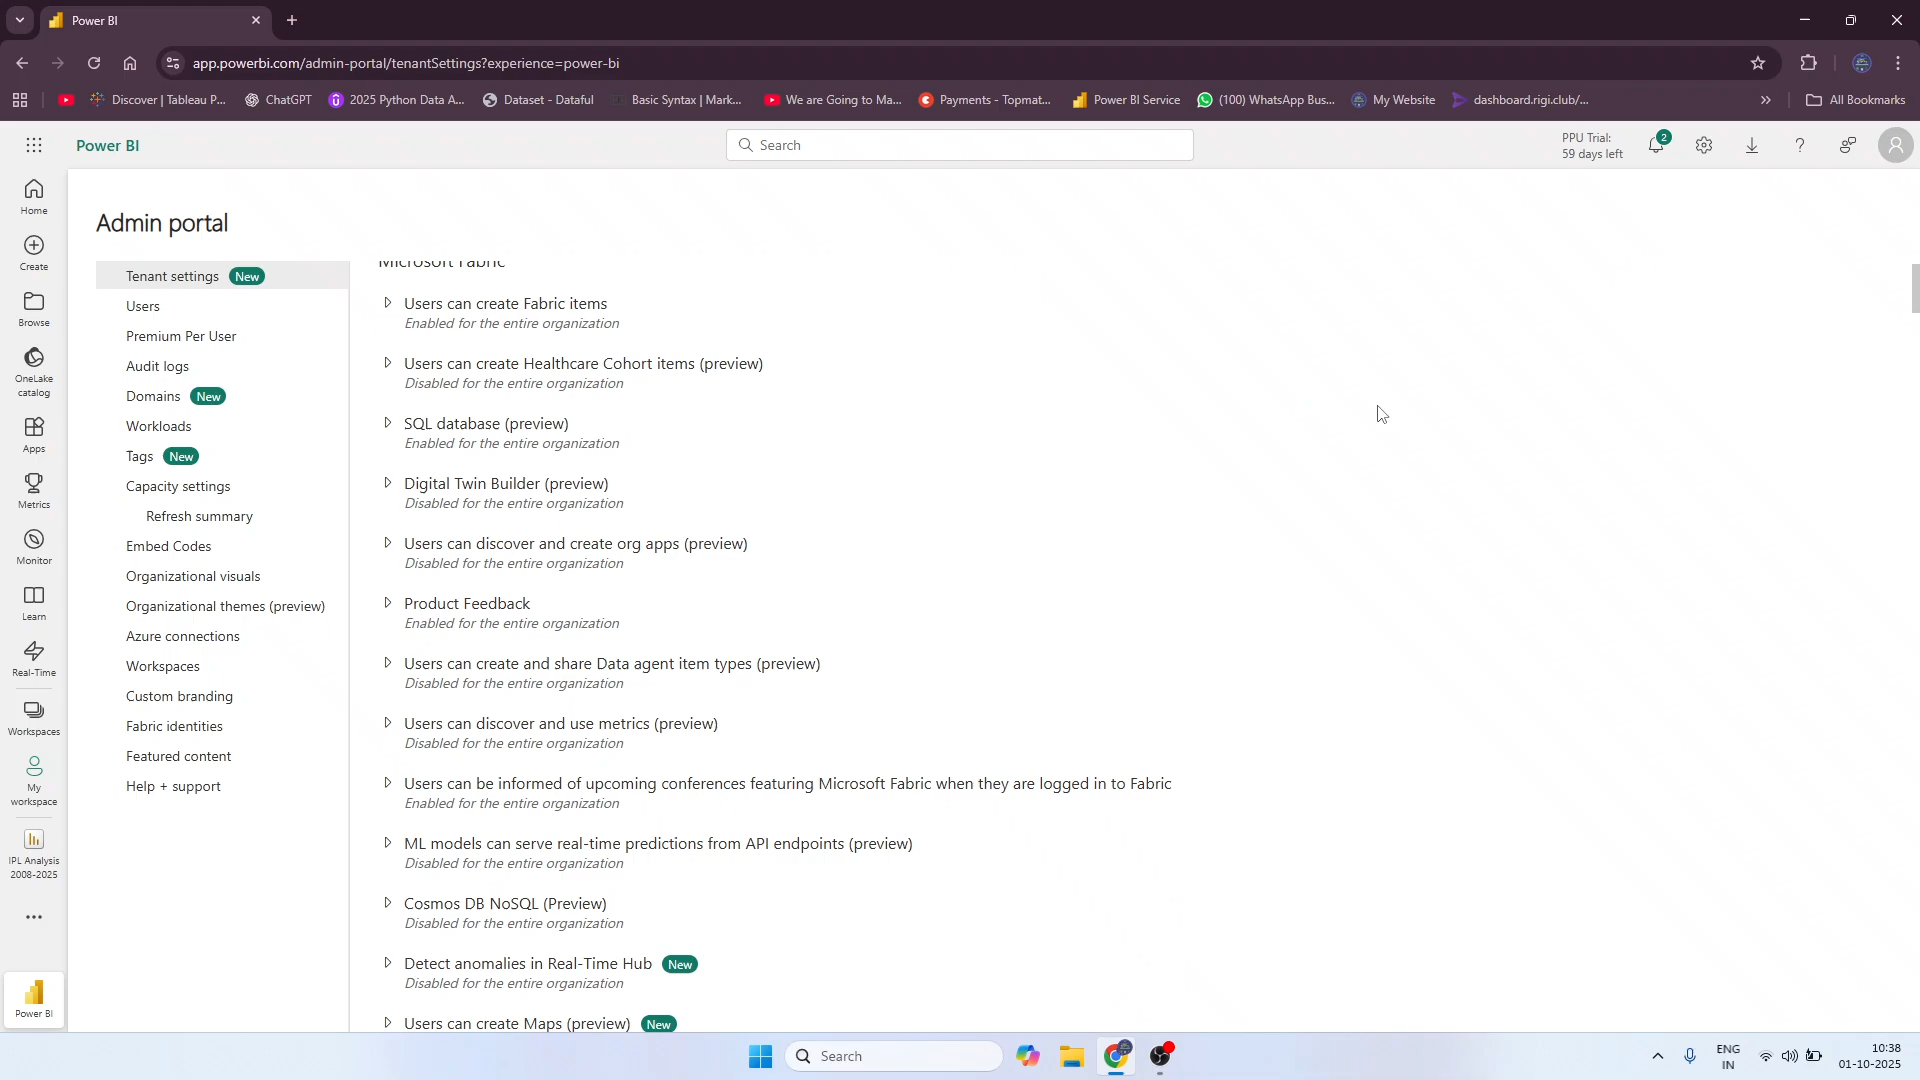 Power BI
app.powerbi.com/admin-portal/tenantSettings?experience=power-bi
Discover | Tableau P...
ChatGPT
2025 Python Data A...
Dataset - Dataful
Basic Syntax | Mark...
We are Going to Ma...
Payments - Topmat...
Power BI Service
(100) WhatsApp Bus...
My Website
dashboard.rigi.club/...
All Bookmarks
Power BI
Search
PPU Trial:
59 days left
2
Home
Create
Browse
OneLake
catalog
Apps
Metrics
Monitor
Learn
Real-Time
Workspaces
My
workspace
IPL Analysis
2008-2025
Power BI
Admin portal
Tenant settings New
Users
Premium Per User
Audit logs
Domains New
Workloads
Tags New
Capacity settings
Refresh summary
Embed Codes
Organizational visuals
Organizational themes (preview)
Azure connections
Workspaces
Custom branding
Fabric identities
Featured content
Help + support
Microsoft Fabric
Users can create Fabric items
Enabled for the entire organization
Users can create Healthcare Cohort items (preview)
Disabled for the entire organization
SQL database (preview)
Enabled for the entire organization
Digital Twin Builder (preview)
Disabled for the entire organization
Users can discover and create org apps (preview)
Disabled for the entire organization
Product Feedback
Enabled for the entire organization
Users can create and share Data agent item types (preview)
Disabled for the entire organization
Users can discover and use metrics (preview)
Disabled for the entire organization
Users can be informed of upcoming conferences featuring Microsoft Fabric when they are logged in to Fabric
Enabled for the entire organization
ML models can serve real-time predictions from API endpoints (preview)
Disabled for the entire organization
Cosmos DB NoSQL (Preview)
Disabled for the entire organization
Detect anomalies in Real-Time Hub New
Disabled for the entire organization
Users can create Maps (preview) New
Search
ENG
IN
10:38
01-10-2025